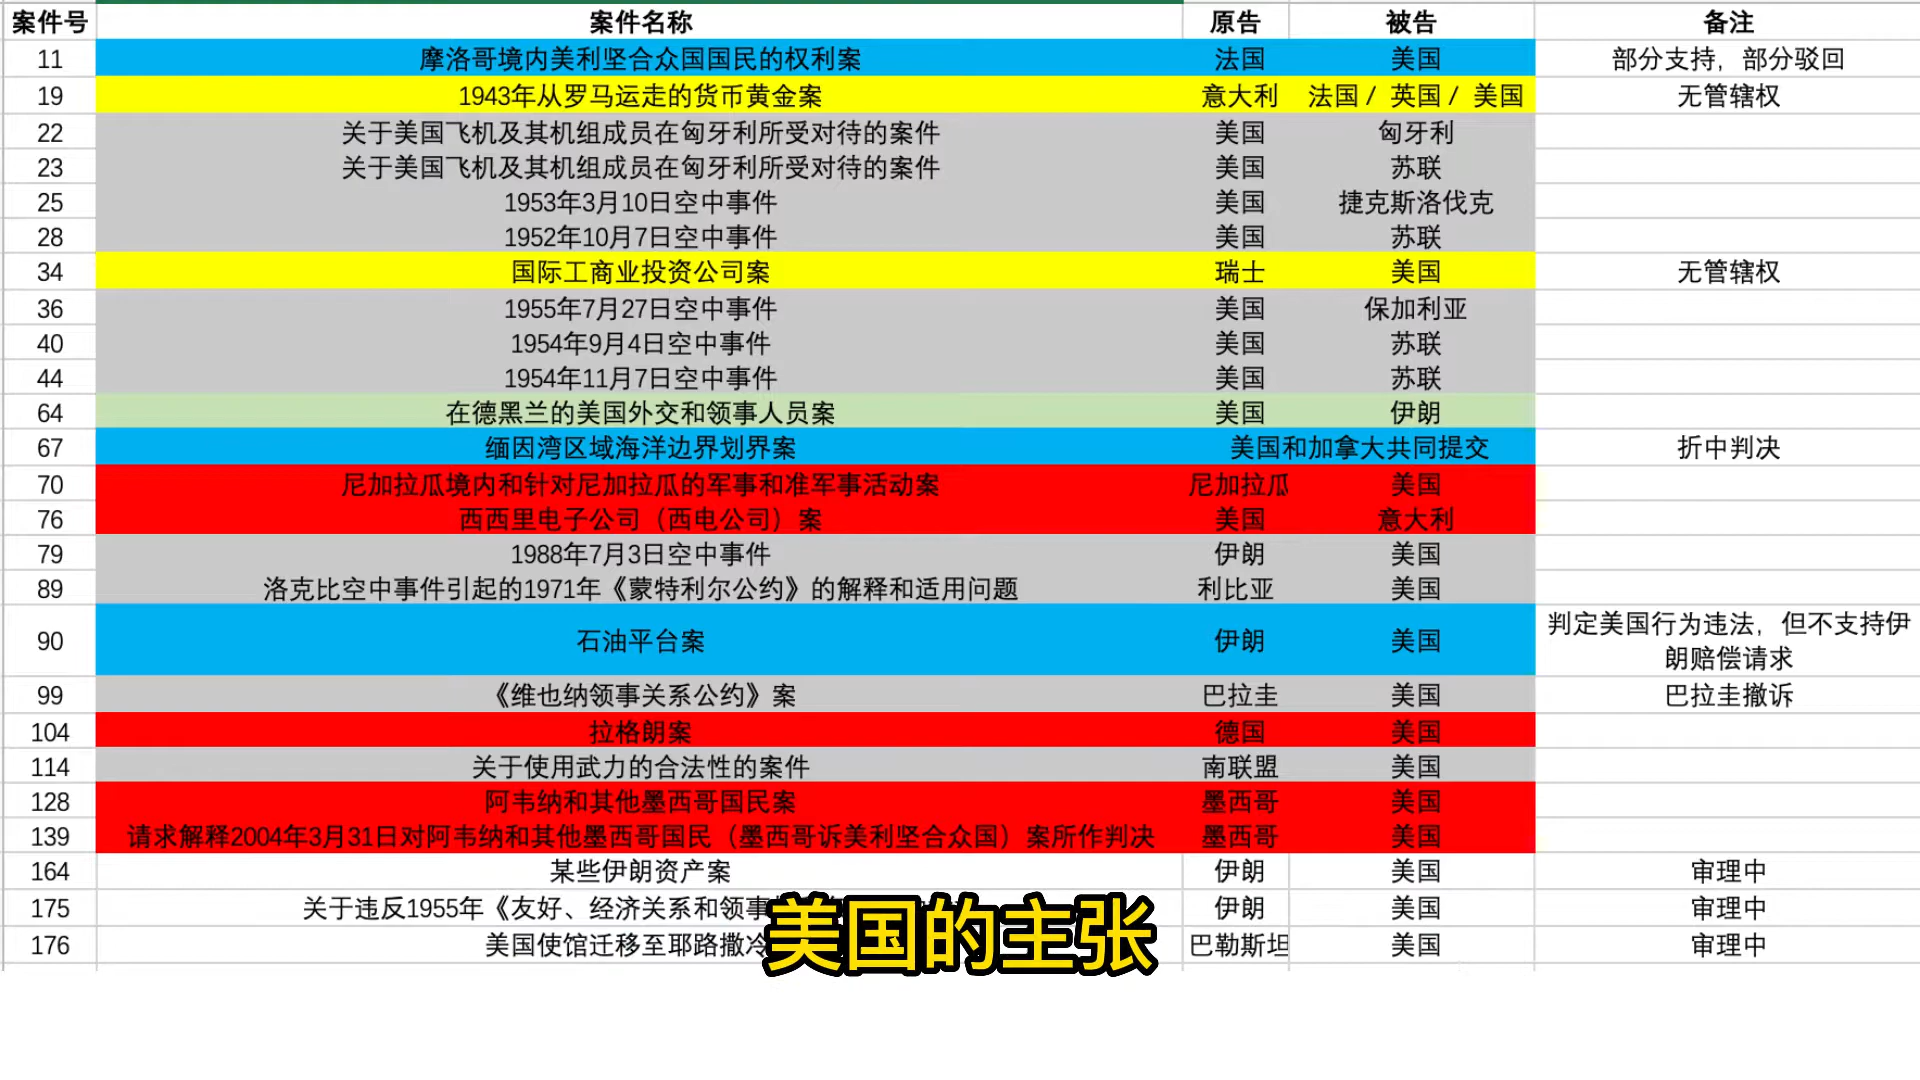 案件号 案件名称 原告 被告 备注
11 摩洛哥境内美利坚合众国国民的权利案 法国 美国 部分支持，部分驳回
19 1943年从罗马运走的货币黄金案 意大利 法国 / 英国 / 美国 无管辖权
22 关于美国飞机及其机组成员在匈牙利所受对待的案件 美国 匈牙利
23 关于美国飞机及其机组成员在匈牙利所受对待的案件 美国 苏联
25 1953年3月10日空中事件 美国 捷克斯洛伐克
28 1952年10月7日空中事件 美国 苏联
34 国际工商业投资公司案 瑞士 美国 无管辖权
36 1955年7月27日空中事件 美国 保加利亚
40 1954年9月4日空中事件 美国 苏联
44 1954年11月7日空中事件 美国 苏联
64 在德黑兰的美国外交和领事人员案 美国 伊朗
67 缅因湾区域海洋边界划界案 美国和加拿大共同提交 折中判决
70 尼加拉瓜境内和针对尼加拉瓜的军事和准军事活动案 尼加拉瓜 美国
76 西西里电子公司（西电公司）案 美国 意大利
79 1988年7月3日空中事件 伊朗 美国
89 洛克比空中事件引起的1971年《蒙特利尔公约》的解释和适用问题 利比亚 美国
90 石油平台案 伊朗 美国 判定美国行为违法，但不支持伊
朗赔偿请求
99 《维也纳领事关系公约》案 巴拉圭 美国 巴拉圭撤诉
104 拉格朗案 德国 美国
114 关于使用武力的合法性的案件 南联盟 美国
128 阿韦纳和其他墨西哥国民案 墨西哥 美国
139 请求解释2004年3月31日对阿韦纳和其他墨西哥国民（墨西哥诉美利坚合众国）案所作判决 墨西哥 美国
164 某些伊朗资产案 伊朗 美国 审理中
175 关于违反1955年《友好、经济关系和领事 伊朗 美国 审理中
176 美国使馆迁移至耶路撒冷 巴勒斯坦 美国 审理中
美国的主张